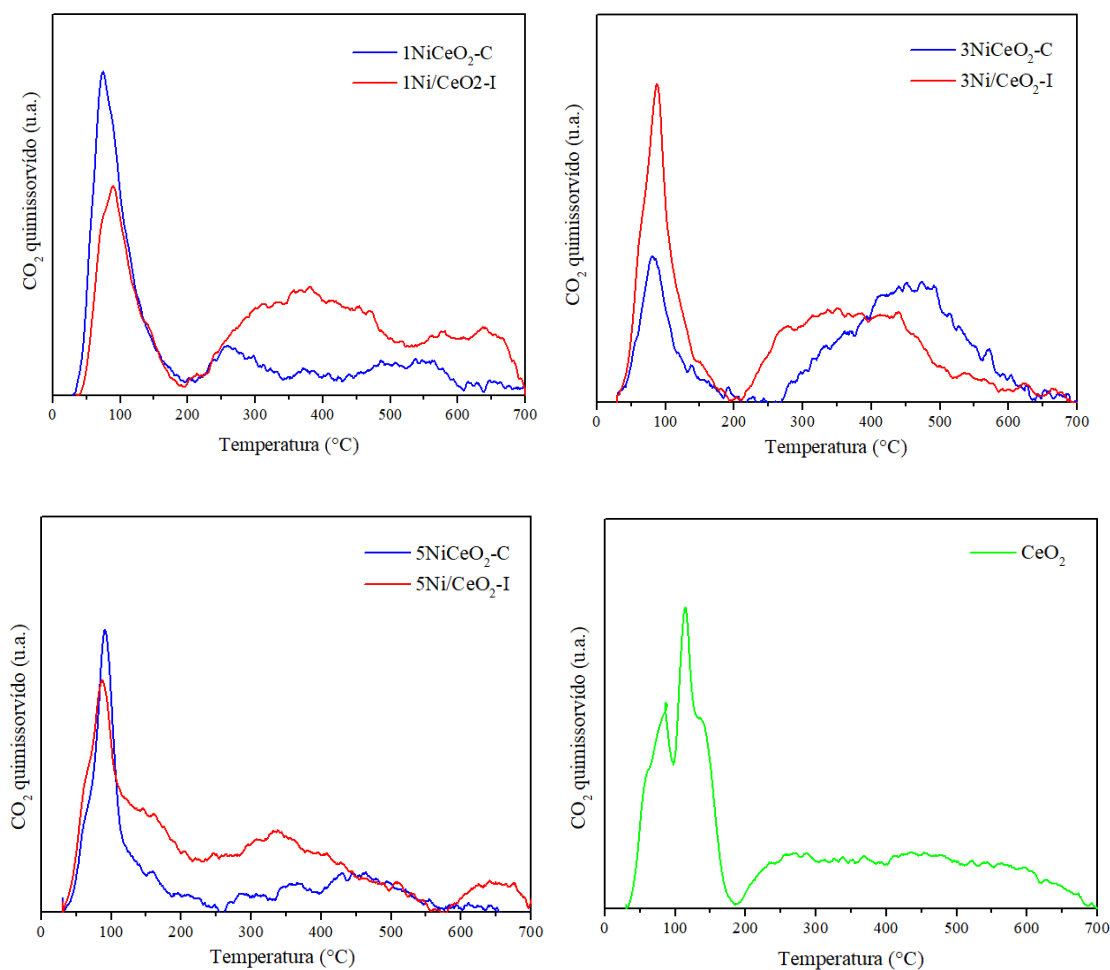 1NiCeO₂-C
1Ni/CeO2-I
CO₂ quimissorvído (u.a.)
0 100 200 300 400 500 600 700
Temperatura (°C)
3NiCeO₂-C
3Ni/CeO₂-I
CO₂ quimissorvído (u.a.)
0 100 200 300 400 500 600 700
Temperatura (°C)
5NiCeO₂-C
5Ni/CeO₂-I
CO₂ quimissorvído (u.a.)
0 100 200 300 400 500 600 700
Temperatura (°C)
CeO₂
CO₂ quimissorvído (u.a.)
0 100 200 300 400 500 600 700
Temperatura (°C)